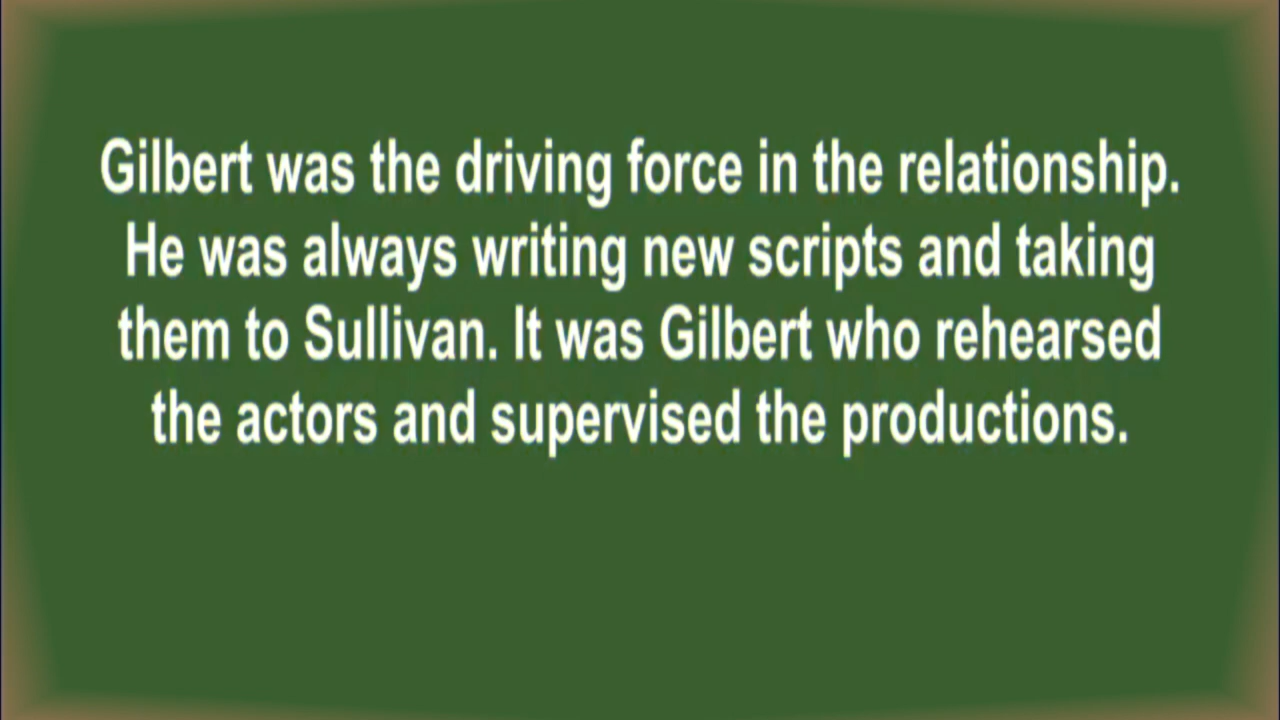 Gilbert was the driving force in the relationship.
He was always writing new scripts and taking
them to Sullivan. It was Gilbert who rehearsed
the actors and supervised the productions.